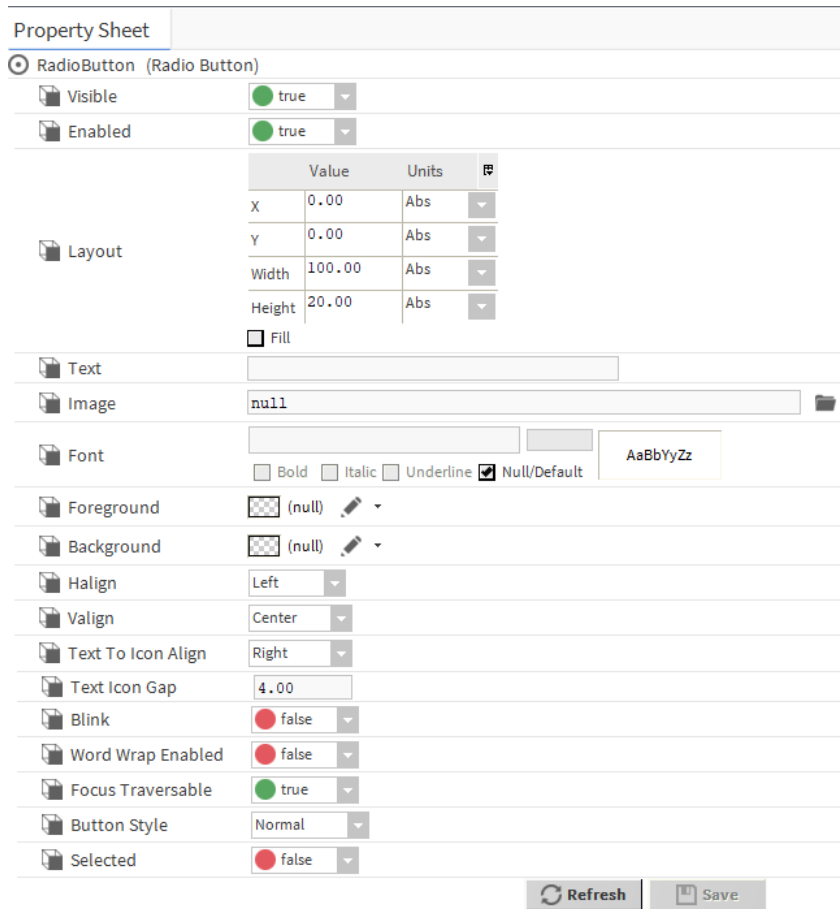 Property Sheet
RadioButton (Radio Button)
Visible true
Enabled true
Value Units
X 0.00 Abs
Y 0.00 Abs
Layout
Width 100.00 Abs
Height 20.00 Abs
Fill
Text
Image null
Font AaBbYyZz
Bold Italic Underline Null/Default
Foreground (null)
Background (null)
Halign Left
Valign Center
Text To Icon Align Right
Text Icon Gap 4.00
Blink false
Word Wrap Enabled false
Focus Traversable true
Button Style Normal
Selected false
Refresh Save